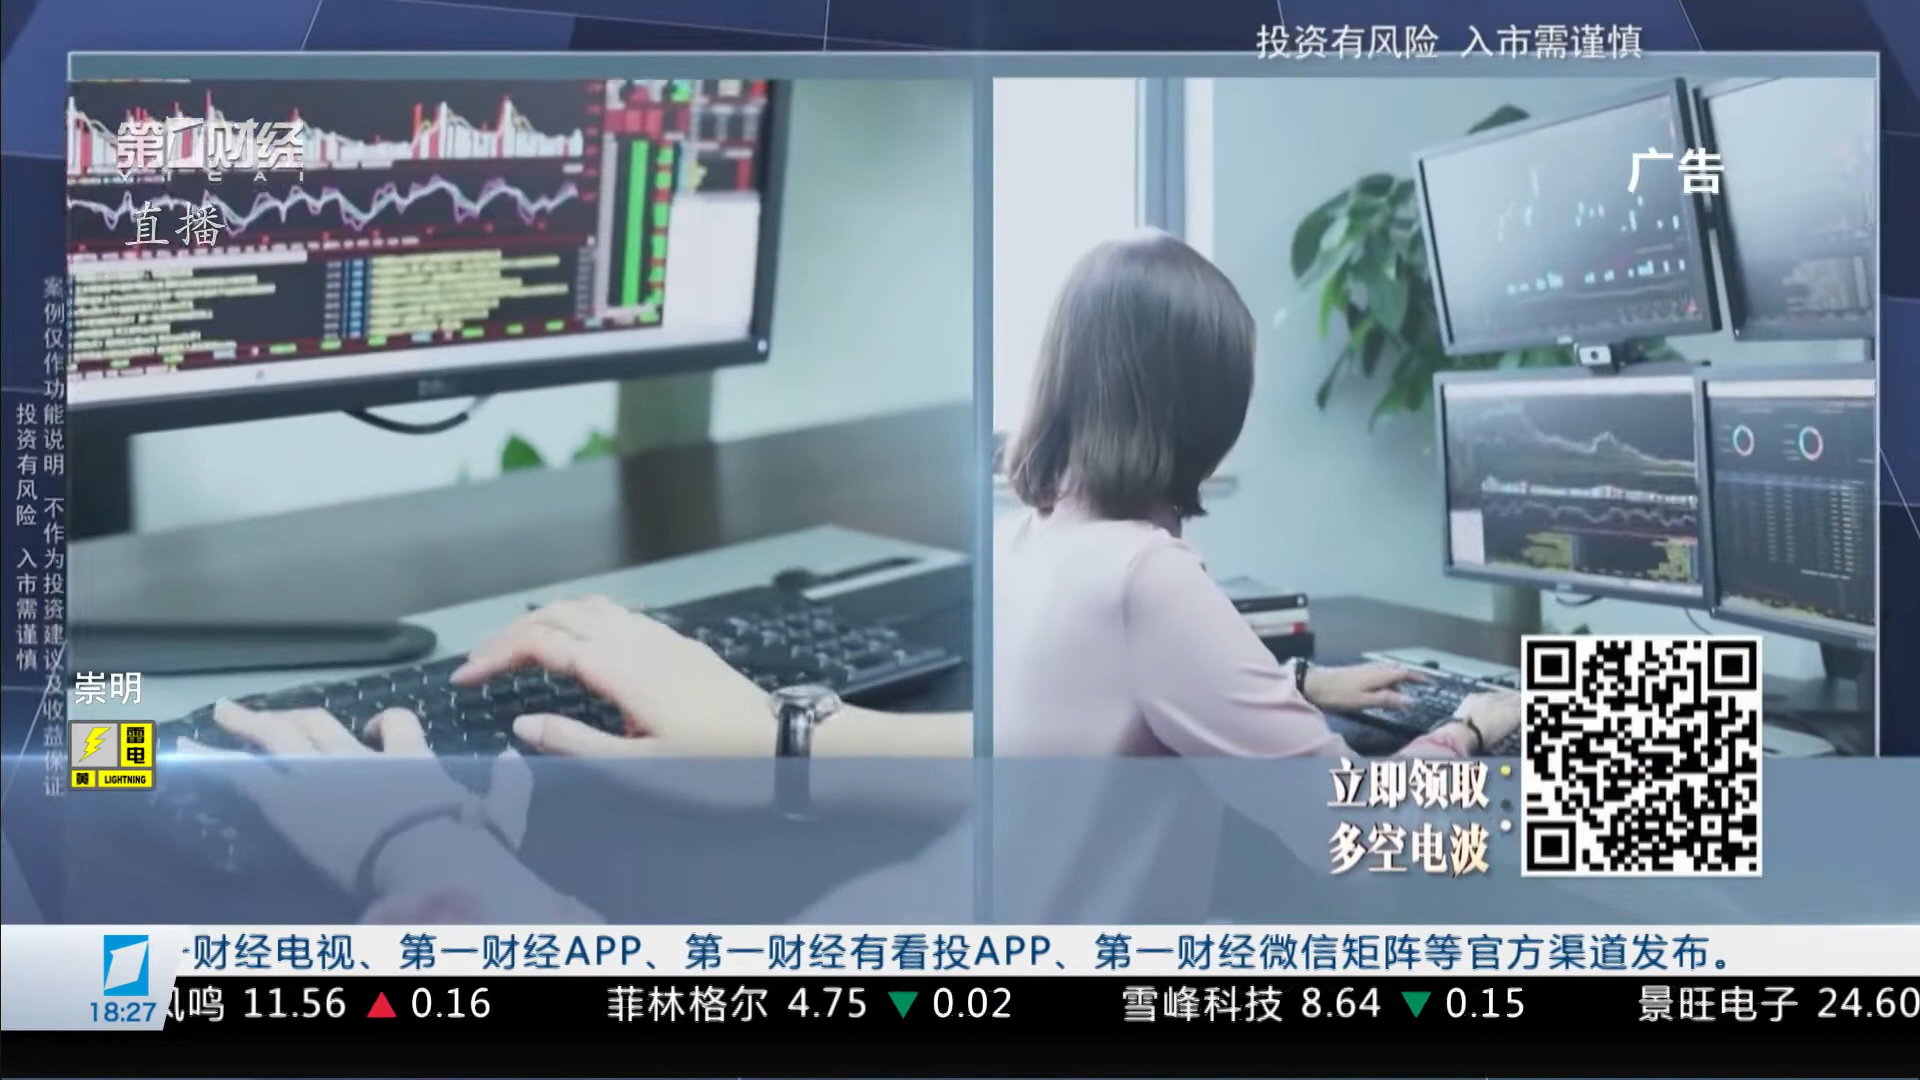 投资有风险 入市需谨慎
第一财经
YICAI
直播
广告
案例仅作功能说明 不作为投资建议及收益保证
投资有风险 入市需谨慎
崇明
雷电
黄 LIGHTNING
立即领取
多空电波
财经电视、第一财经APP、第一财经有看投APP、第一财经微信矩阵等官方渠道发布。
18:27
鸣 11.56 ▲ 0.16 菲林格尔 4.75 ▼ 0.02 雪峰科技 8.64 ▼ 0.15 景旺电子 24.60